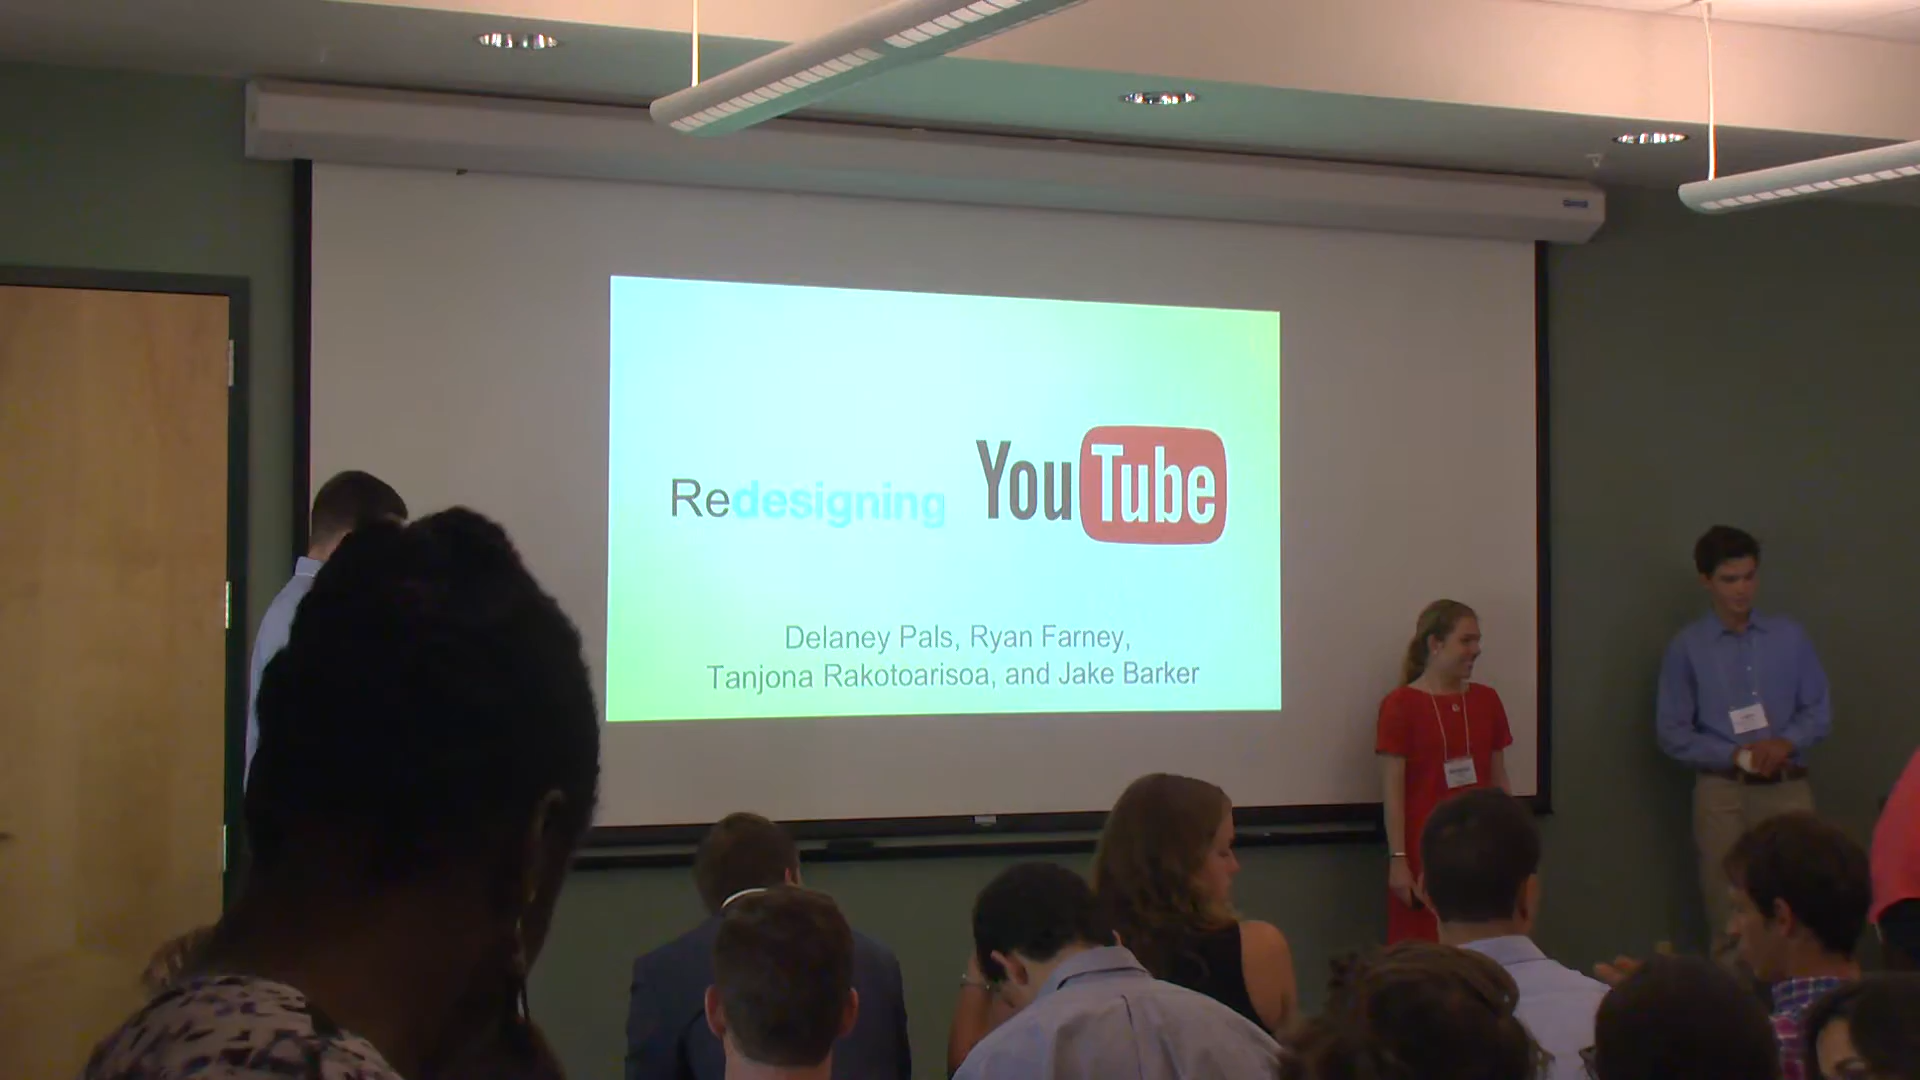 Redesigning YouTube
Delaney Pals, Ryan Farney,
Tanjona Rakotoarisoa, and Jake Barker